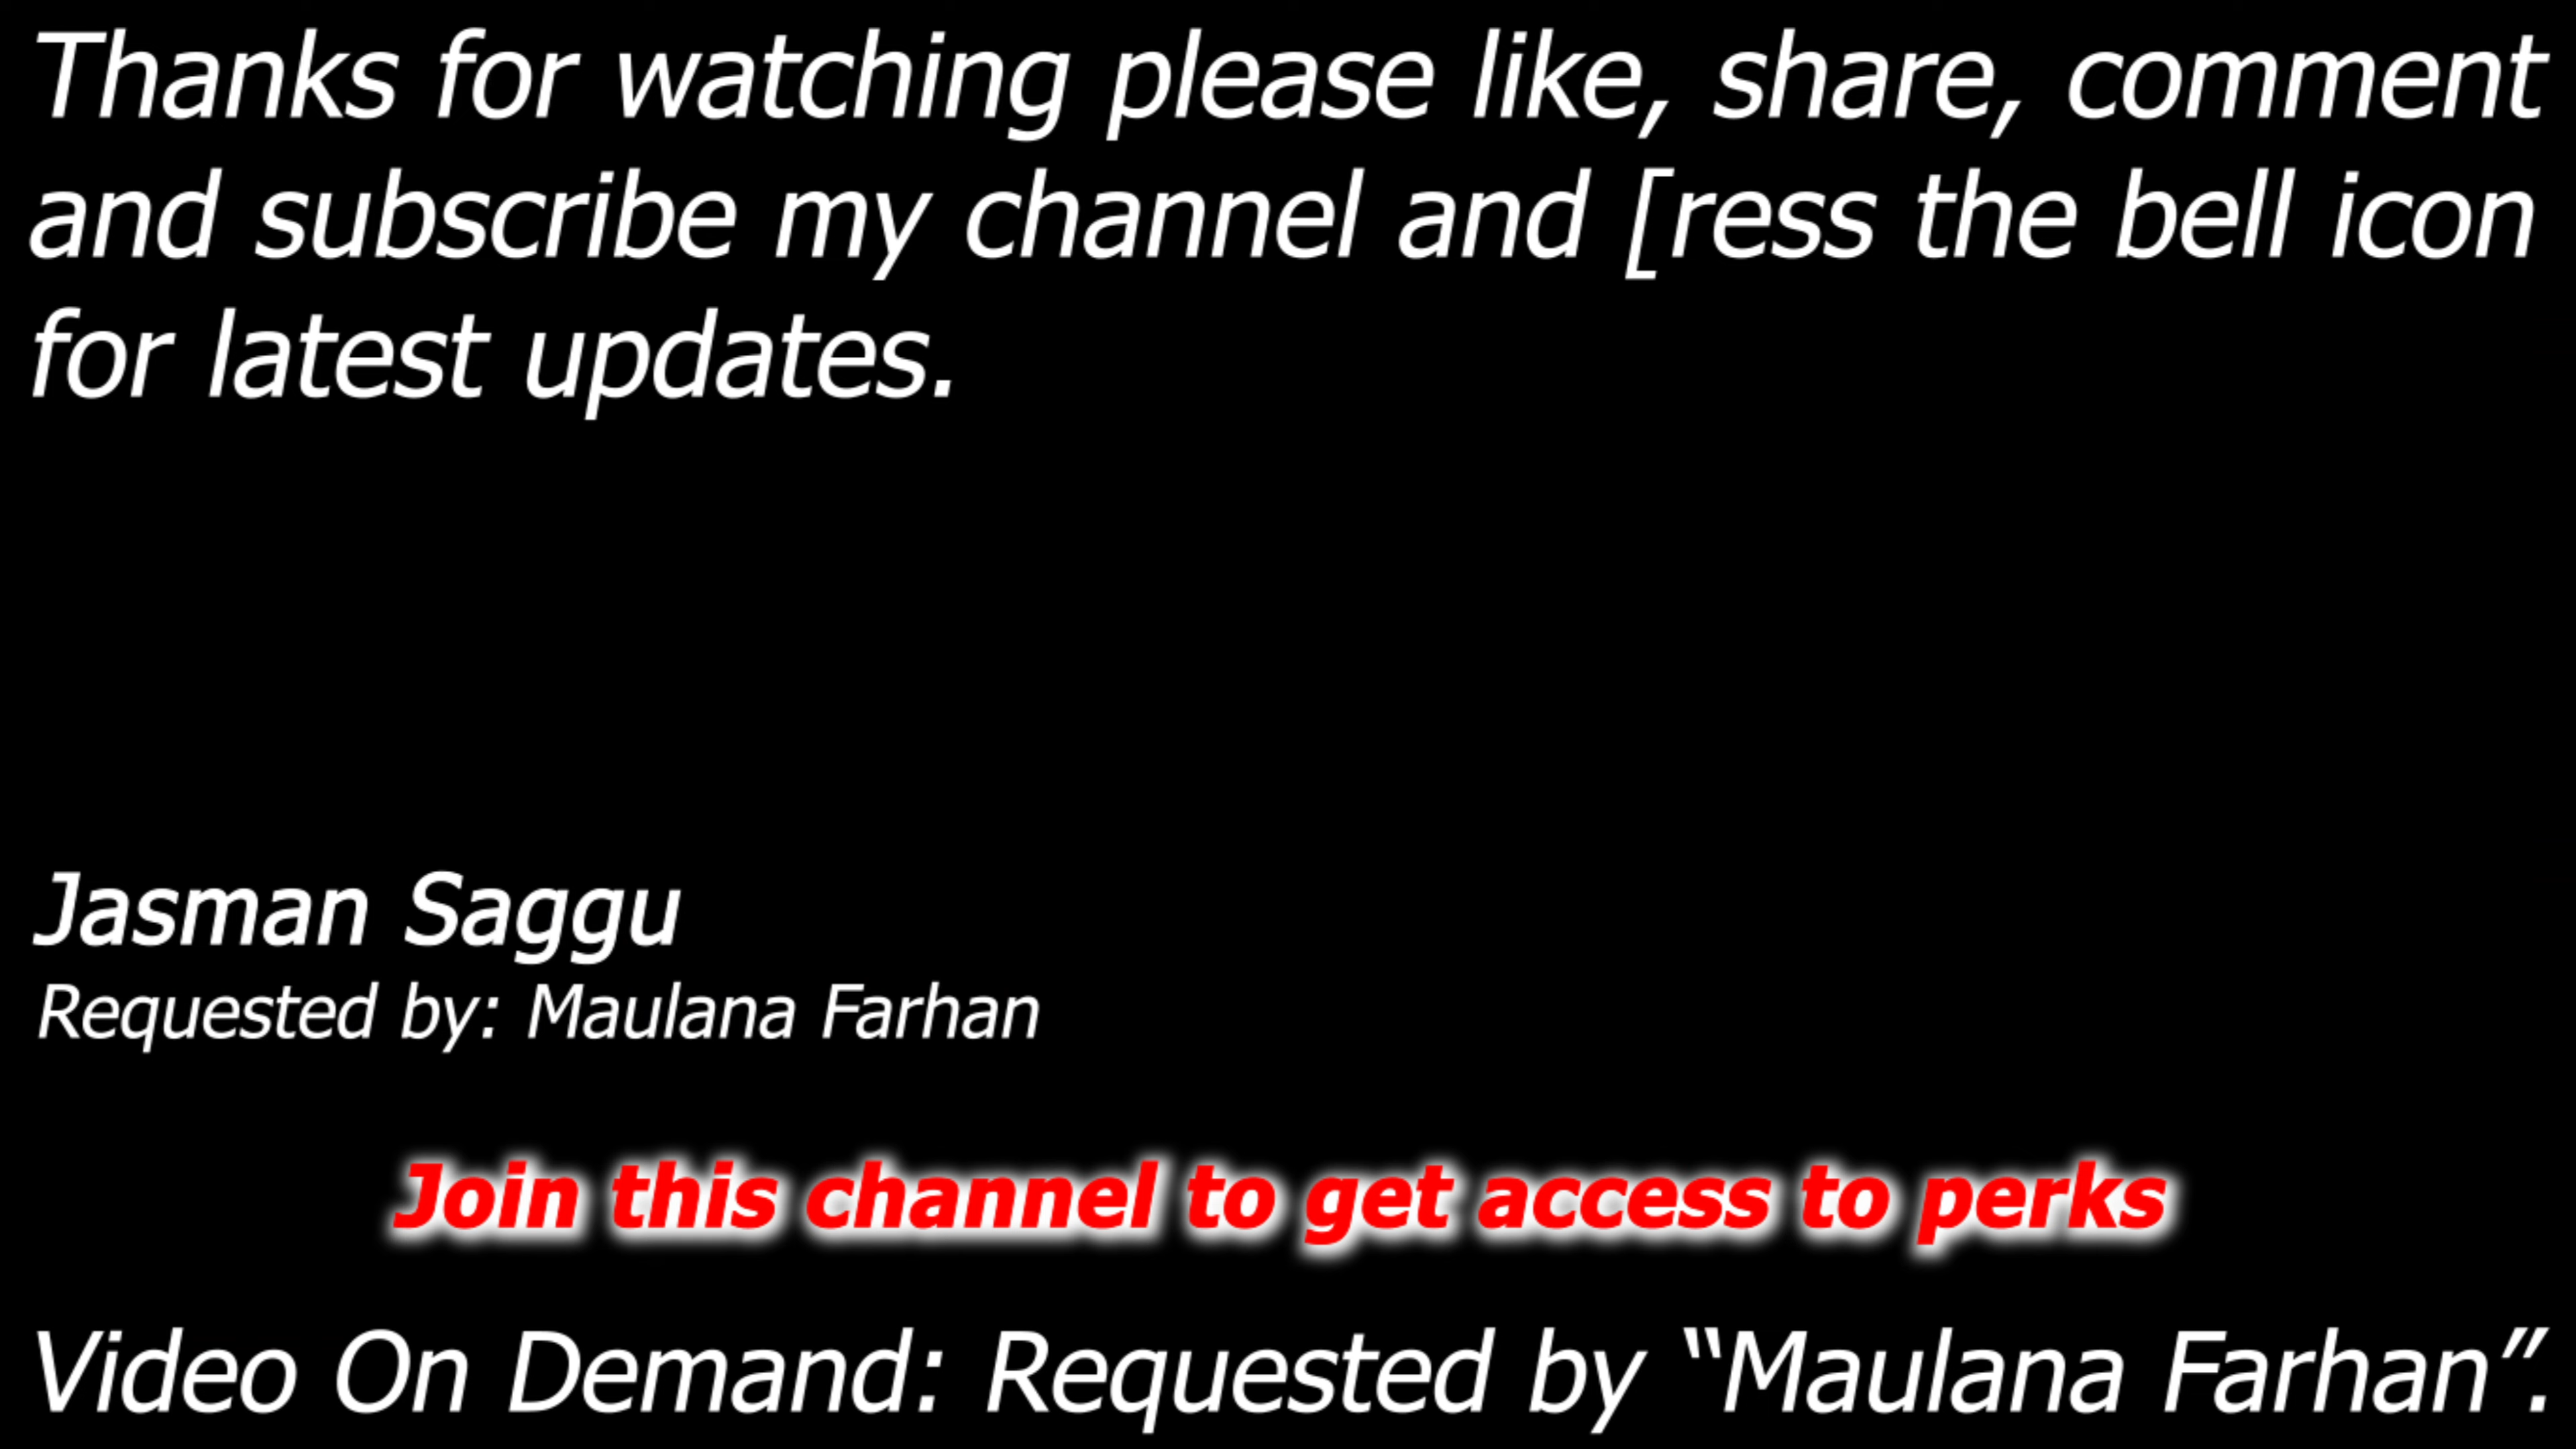 Thanks for watching please like, share, comment
and subscribe my channel and [ress the bell icon
for latest updates.
Jasman Saggu
Requested by: Maulana Farhan
Join this channel to get access to perks
Video On Demand: Requested by “Maulana Farhan”.